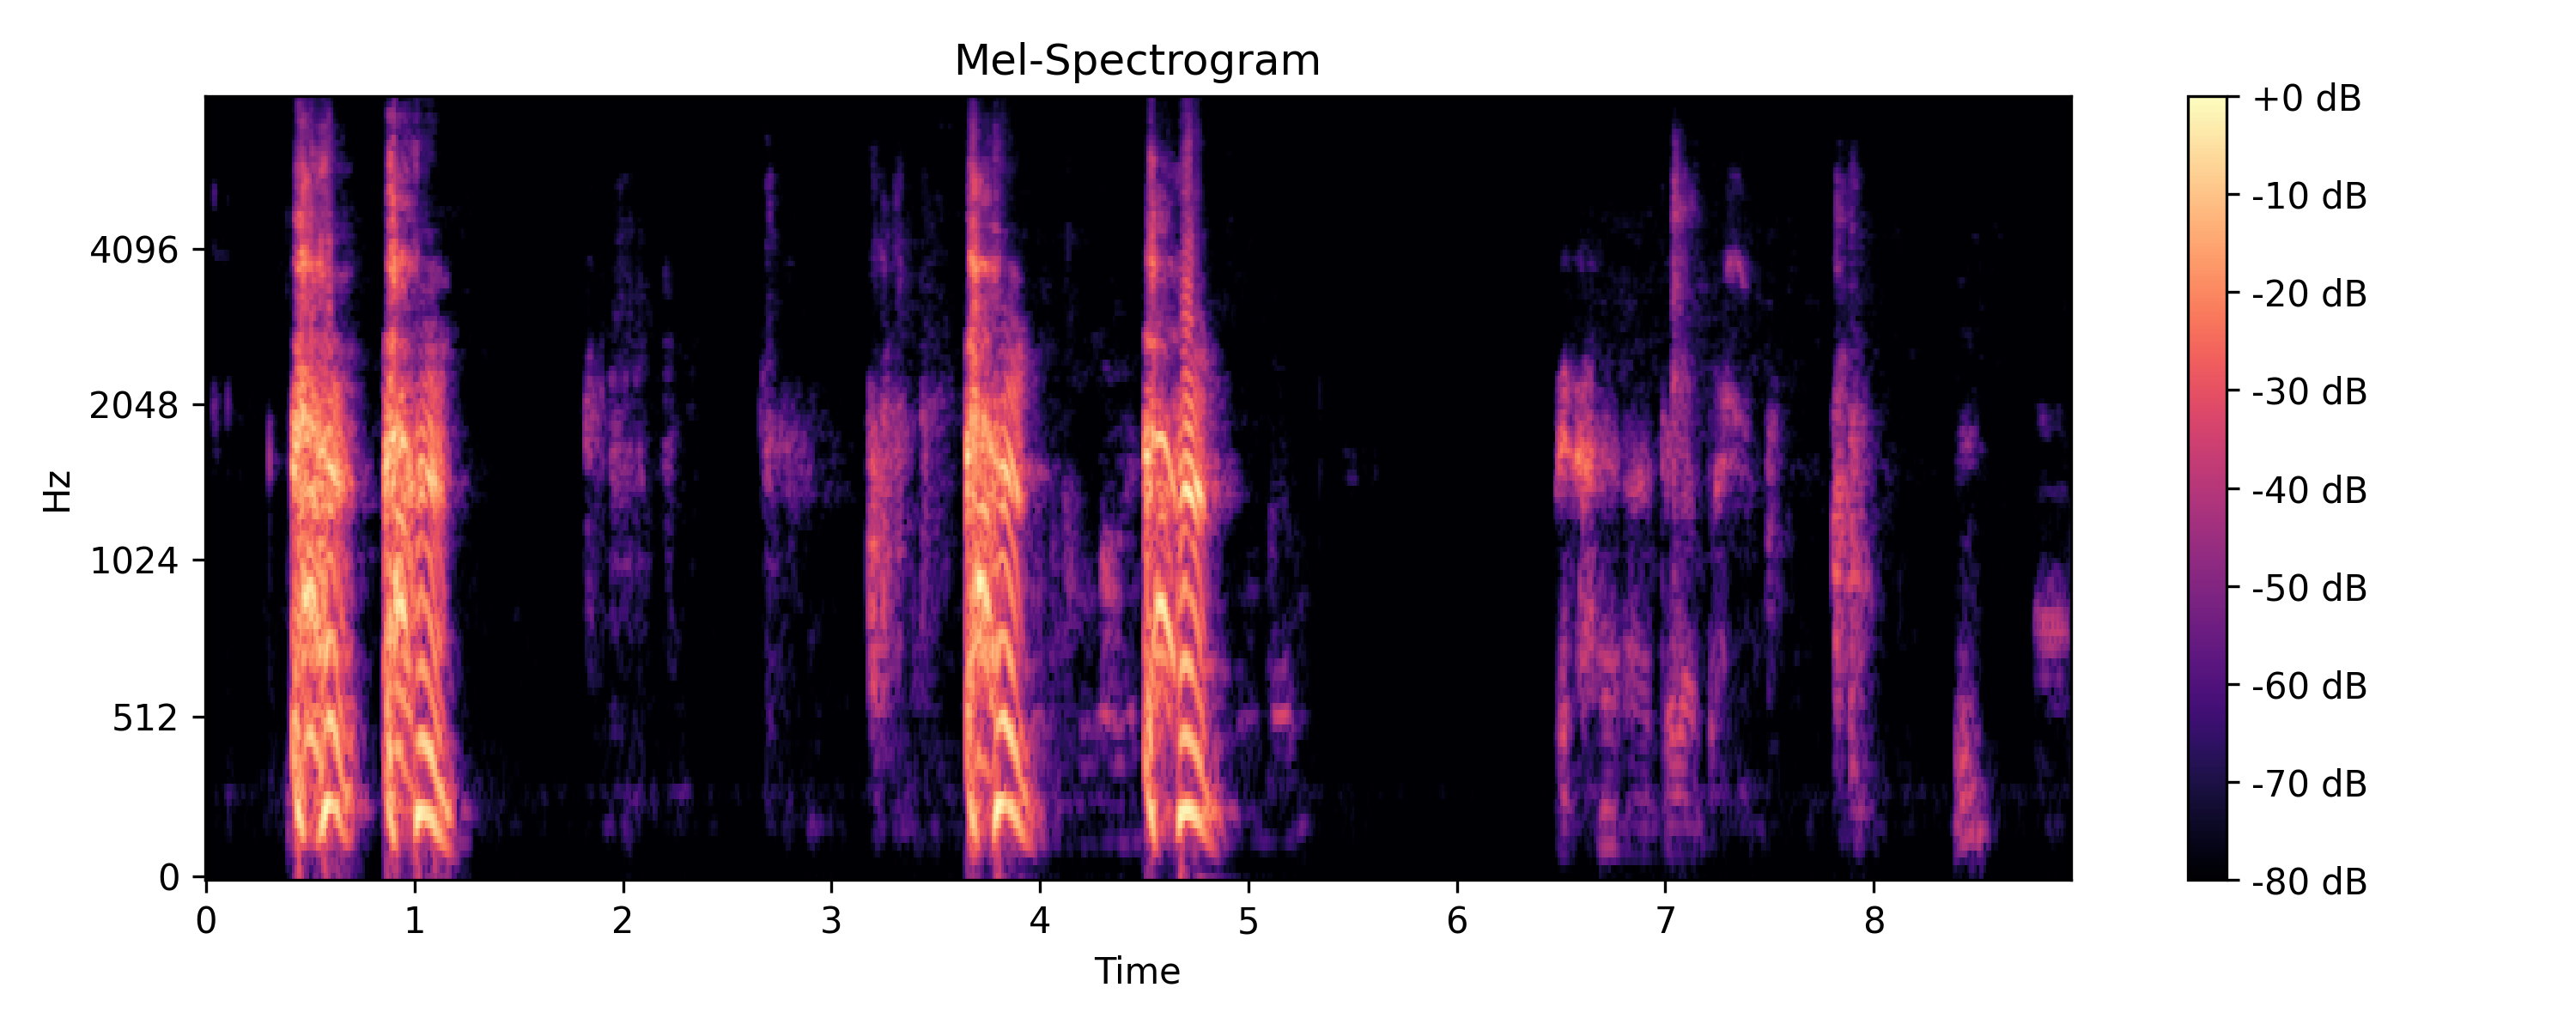 Mel-Spectrogram
+0 dB
-10 dB
-20 dB
-30 dB
-40 dB
-50 dB
-60 dB
-70 dB
-80 dB
Hz
4096
2048
1024
512
0
0 1 2 3 4 5 6 7 8
Time